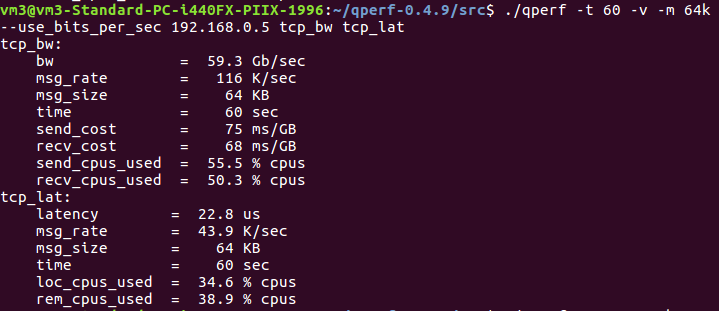 vm3@vm3-Standard-PC-i440FX-PIIX-1996:~/qperf-0.4.9/src$ ./qperf -t 60 -v -m 64k
--use_bits_per_sec 192.168.0.5 tcp_bw tcp_lat
tcp_bw:
    bw              =  59.3 Gb/sec
    msg_rate        =   116 K/sec
    msg_size        =    64 KB
    time            =    60 sec
    send_cost       =    75 ms/GB
    recv_cost       =    68 ms/GB
    send_cpus_used  =  55.5 % cpus
    recv_cpus_used  =  50.3 % cpus
tcp_lat:
    latency        =  22.8 us
    msg_rate       =  43.9 K/sec
    msg_size       =    64 KB
    time           =    60 sec
    loc_cpus_used  =  34.6 % cpus
    rem_cpus_used  =  38.9 % cpus